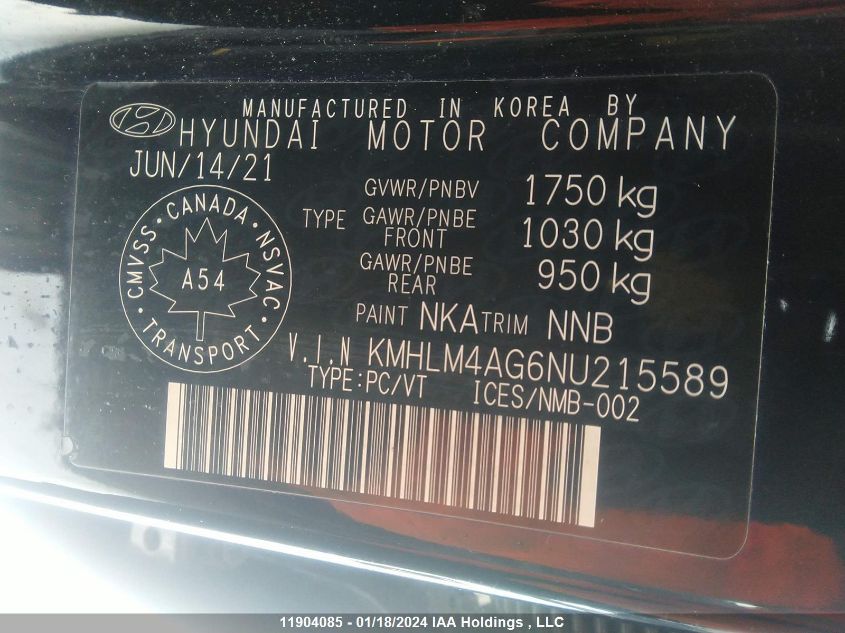 MANUFACTURED IN KOREA BY
HYUNDAI MOTOR COMPANY
JUN/14/21
GVWR/PNBV 1750 kg
TYPE GAWR/PNBE FRONT 1030 kg
GAWR/PNBE REAR 950 kg
CMVSS · CANADA · NSVAC · TRANSPORT ·
A54
PAINT NKA TRIM NNB
V.I.N KMHLM4AG6NU215589
TYPE:PC/VT ICES/NMB-002
11904085 - 01/18/2024 IAA Holdings , LLC